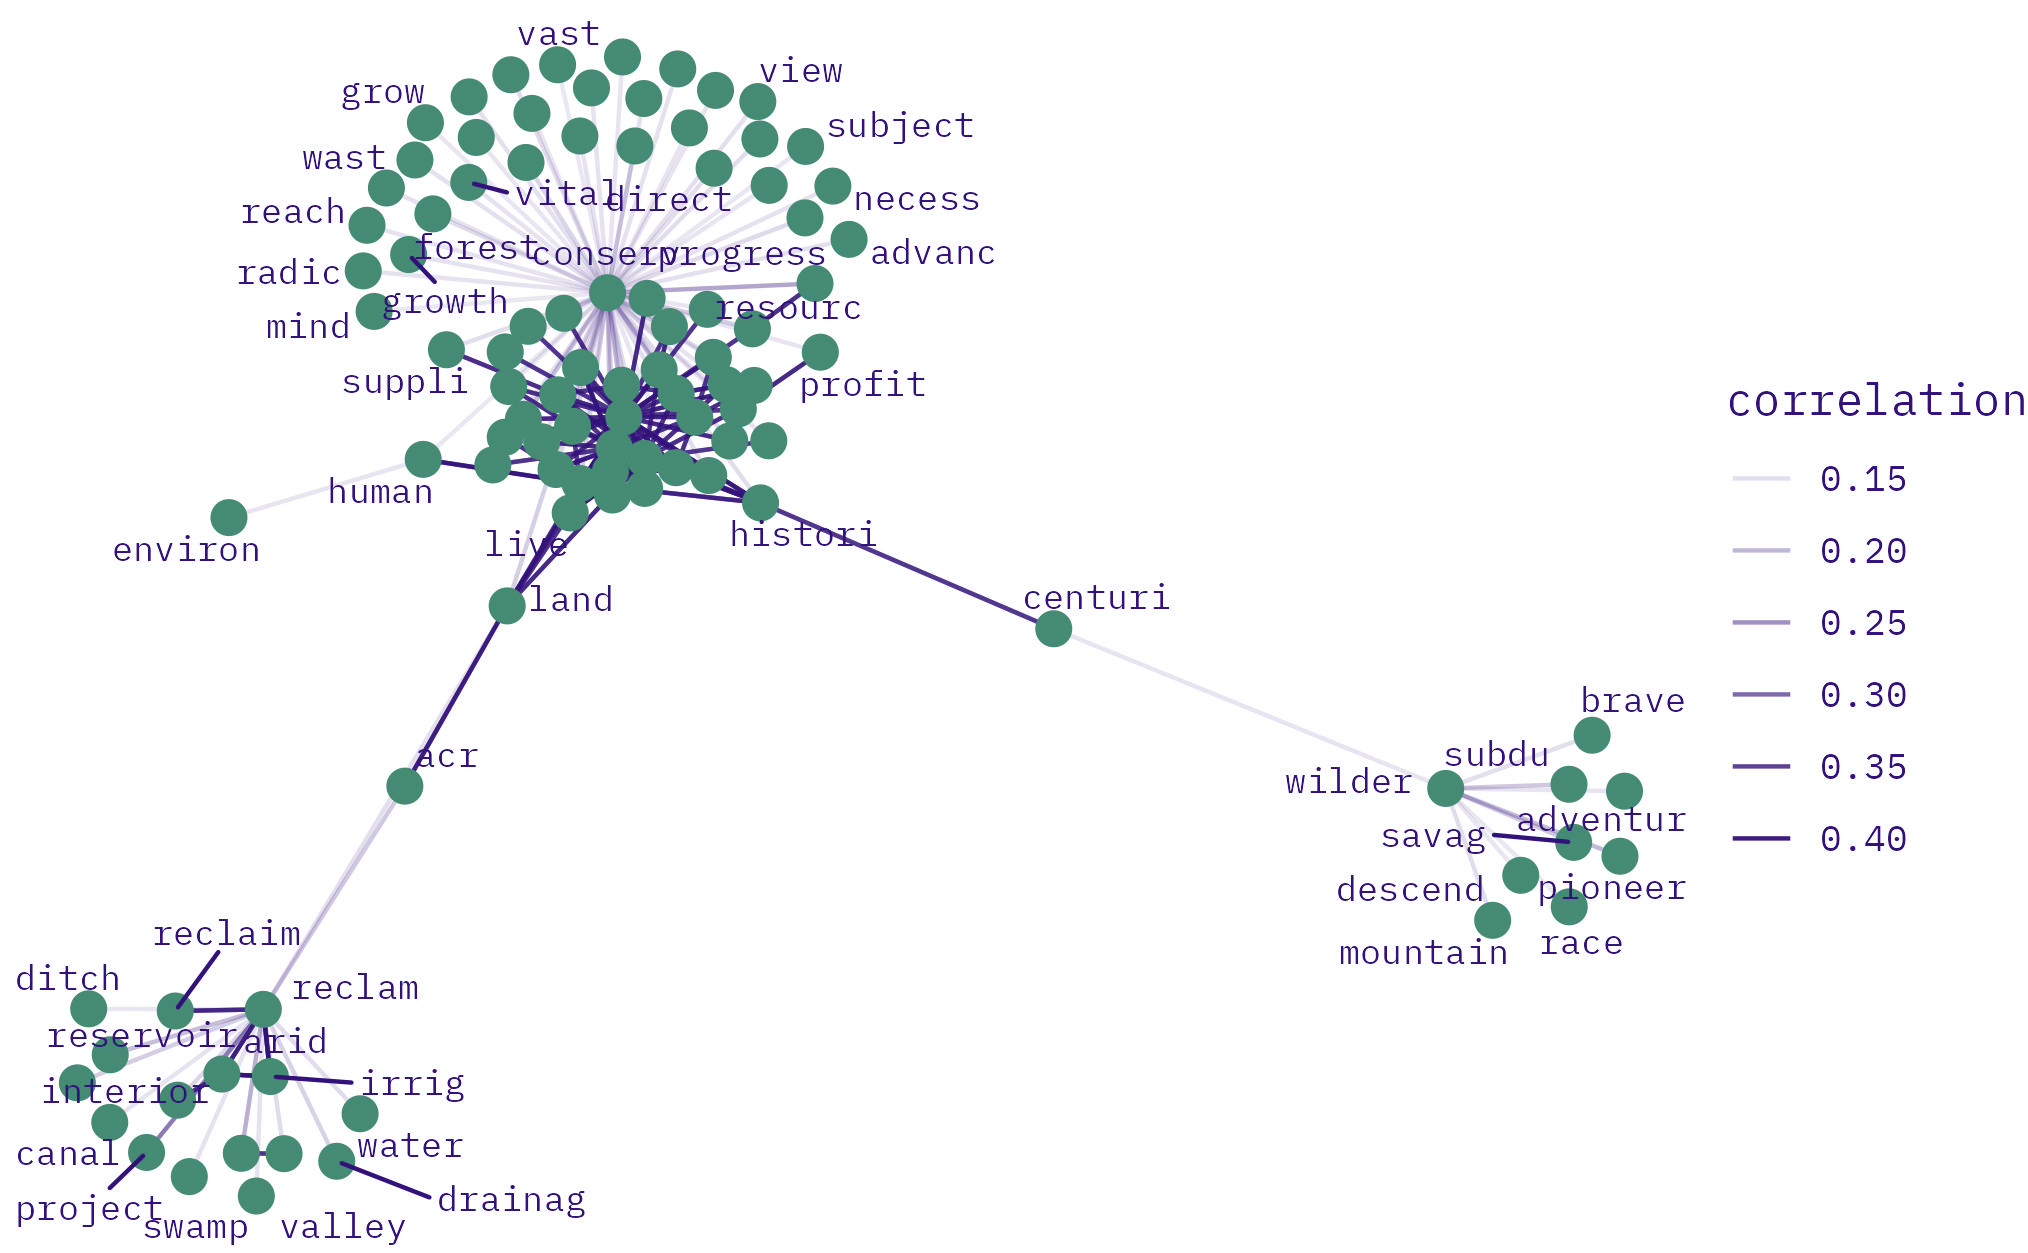 vast
view
grow
subject
wast
vital
direct
necess
reach
forest
conserv
progress
advanc
radic
growth
resourc
mind
suppli
profit
human
environ
live
histori
land
centuri
acr
correlation
0.15
0.20
0.25
0.30
0.35
0.40
brave
subdu
wilder
adventur
savag
descend
pioneer
mountain
race
reclaim
ditch
reclam
reservoir
arid
interior
irrig
canal
water
project
drainag
swamp
valley